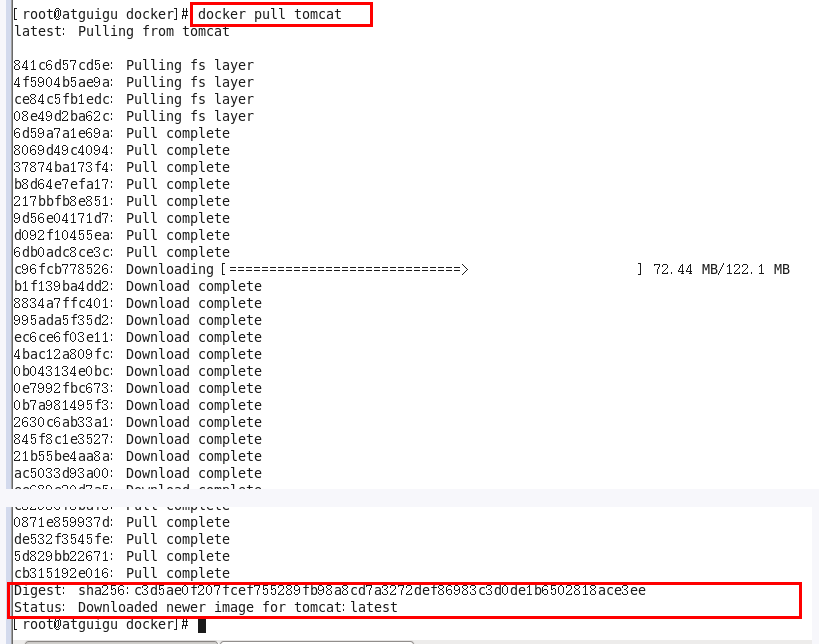 [root@atguigu docker]# docker pull tomcat
latest: Pulling from tomcat
841c6d57cd5e: Pulling fs layer
4f5904b5ae9a: Pulling fs layer
ce84c5fb1edc: Pulling fs layer
08e49d2ba62c: Pulling fs layer
6d59a7a1e69a: Pull complete
8069d49c4094: Pull complete
37874ba173f4: Pull complete
b8d64e7efa17: Pull complete
217bbfb8e851: Pull complete
9d56e04171d7: Pull complete
d092f10455ea: Pull complete
6db0adc8ce3c: Pull complete
c96fcb778526: Downloading [=============================>                     ] 72.44 MB/122.1 MB
b1f139ba4dd2: Download complete
8834a7ffc401: Download complete
995ada5f35d2: Download complete
ec6ce6f03e11: Download complete
4bac12a809fc: Download complete
0b043134e0bc: Download complete
0e7992fbc673: Download complete
0b7a981495f3: Download complete
2630c6ab33a1: Download complete
845f8c1e3527: Download complete
21b55be4aa8a: Download complete
ac5033d93a00: Download complete
Download complete
Pull complete
0871e859937d: Pull complete
de532f3545fe: Pull complete
5d829bb22671: Pull complete
cb315192e016: Pull complete
Digest: sha256:c3d5ae0f207fcef755289fb98a8cd7a3272def86983c3d0de1b6502818ace3ee
Status: Downloaded newer image for tomcat:latest
[root@atguigu docker]#